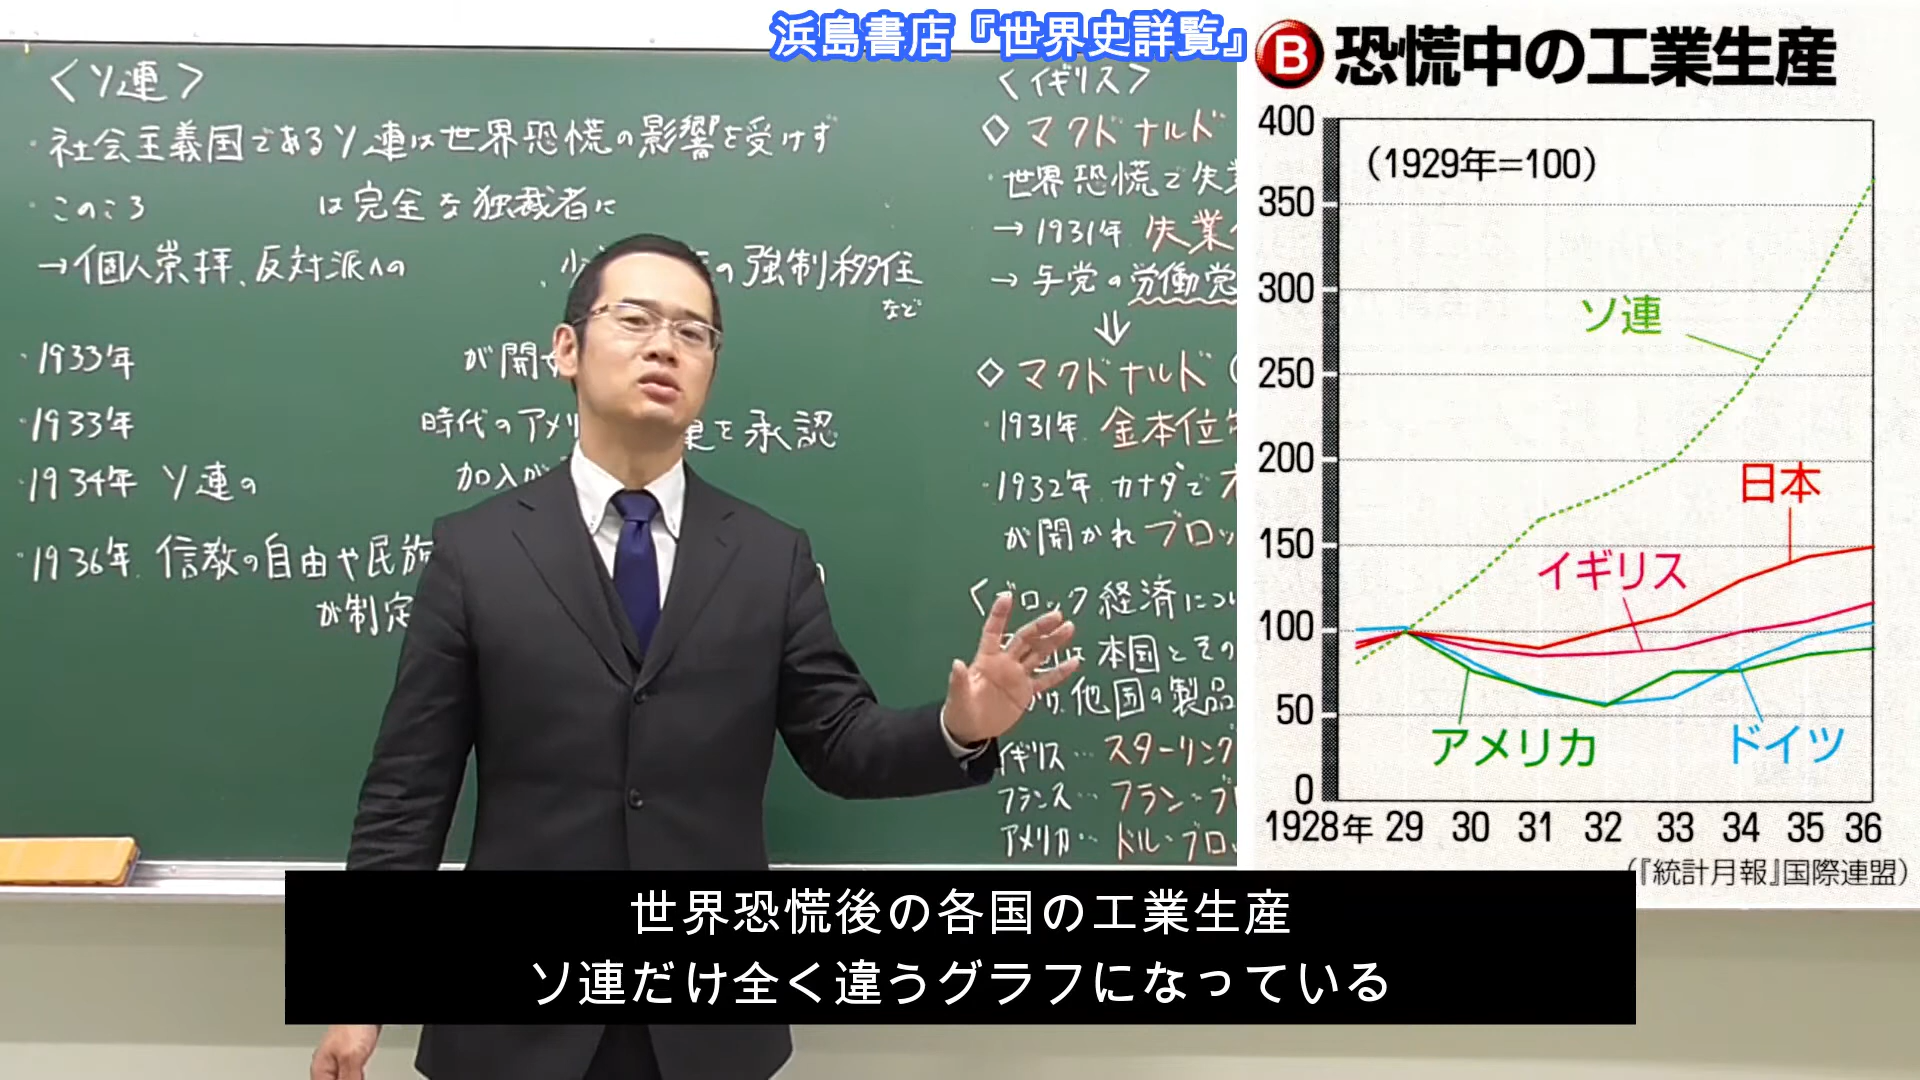 浜島書店『世界史詳覧』
<ソ連>
・社会主義国であるソ連は世界恐慌の影響を受けず
・このころ は完全な独裁者に
→個人崇拝、反対派への の強制移住
など
・1933年 が開
・1933年 時代のアメリ を承認
・1934年 ソ連の 加入が
・1936年 信教の自由や民族
が制定
<イギリス>
◇マクドナルド
・世界恐慌で失業
→1931年 失業
→与党の労働党
⇓
◇マクドナルド(
・1931年 金本位
・1932年 カナダで
が開かれブロッ
<ブロック経済につ
は本国とその
他国の製品
イギリス…スターリング
フランス…フラン・ブ
アメリカ…ドル・ブロ
B 恐慌中の工業生産
400
(1929年=100)
350
300
ソ連
250
200
日本
150
イギリス
100
50
アメリカ
ドイツ
0
1928年 29 30 31 32 33 34 35 36
(『統計月報』国際連盟)
世界恐慌後の各国の工業生産
ソ連だけ全く違うグラフになっている